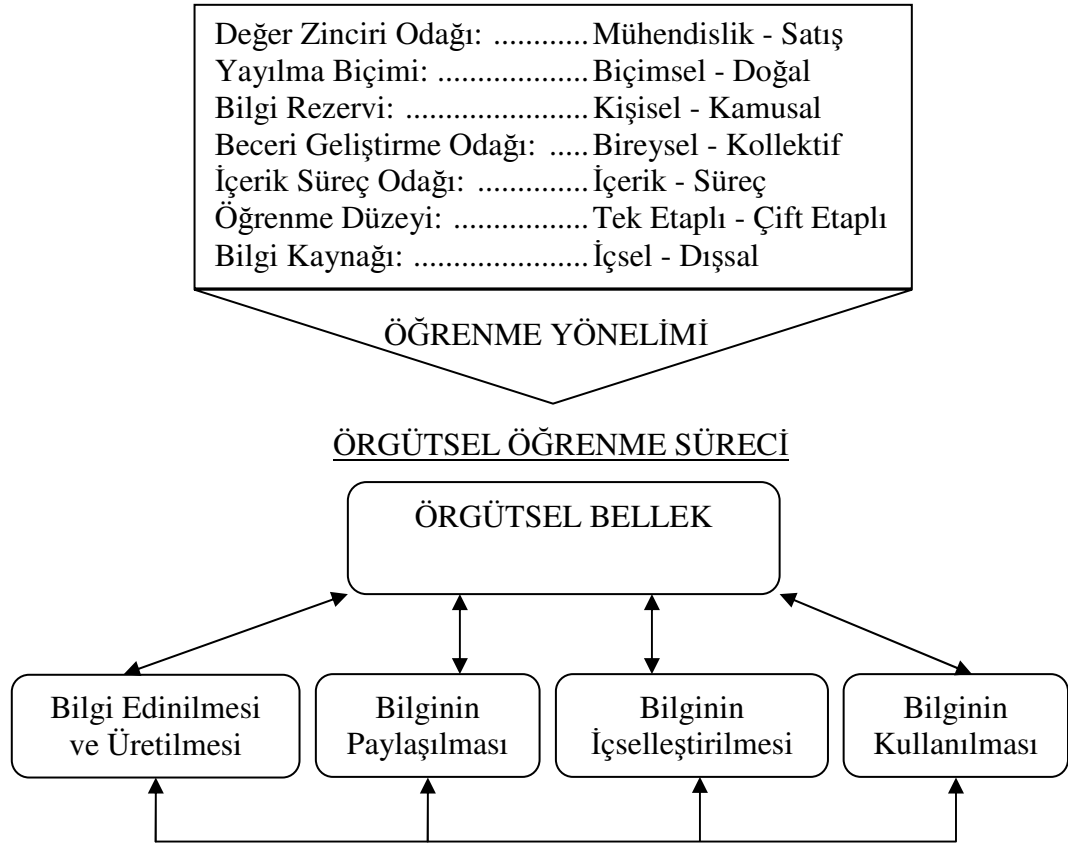 Değer Zinciri Odağı: ............Mühendislik - Satış
Yayılma Biçimi: ......................Biçimsel - Doğal
Bilgi Rezervi: .........................Kişisel - Kamusal
Beceri Geliştirme Odağı: .....Bireysel - Kollektif
İçerik Süreç Odağı: ...............İçerik - Süreç
Öğrenme Düzeyi: ..................Tek Etaplı - Çift Etaplı
Bilgi Kaynağı: .......................İçsel - Dışsal
ÖĞRENME YÖNELİMİ
ÖRGÜTSEL ÖĞRENME SÜRECİ
ÖRGÜTSEL BELLEK
Bilgi Edinilmesi
ve Üretilmesi
Bilginin
Paylaşılması
Bilginin
İçselleştirilmesi
Bilginin
Kullanılması